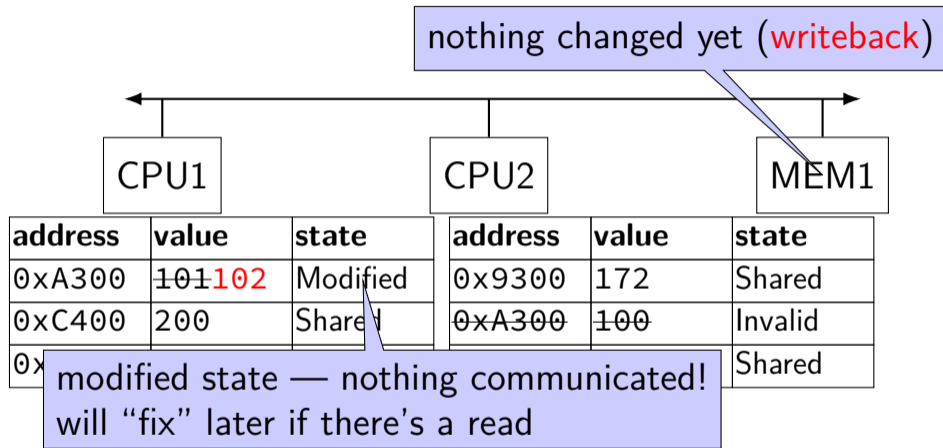 nothing changed yet (writeback)
CPU1 CPU2 MEM1
address value state address value state
0xA300 101102 Modified 0x9300 172 Shared
0xC400 200 Shared 0xA300 100 Invalid
0x Shared
modified state — nothing communicated!
will “fix” later if there’s a read